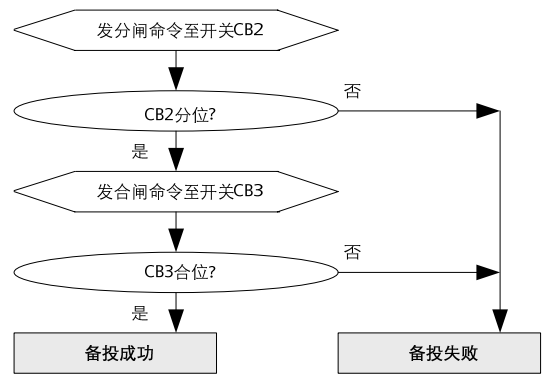 发分闸命令至开关CB2
否
CB2分位?
是
发合闸命令至开关CB3
否
CB3合位?
是
备投成功
备投失败